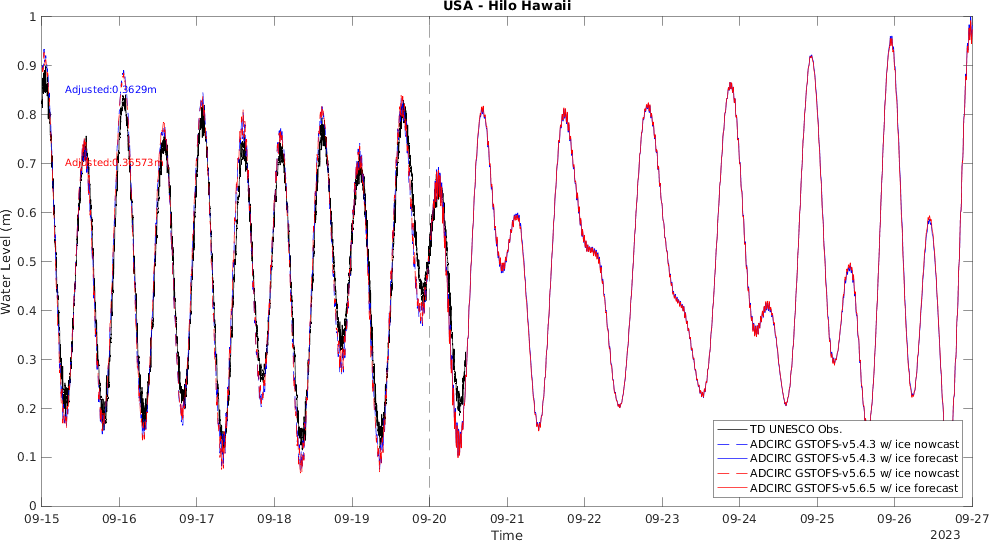 USA - Hilo Hawaii
1
0.9
0.8
0.7
0.6
0.5
0.4
0.3
0.2
0.1
0
Water Level (m)
Adjusted:0.3629m
Adjusted:0.35573m
TD UNESCO Obs.
ADCIRC GSTOFS-v5.4.3 w/ ice nowcast
ADCIRC GSTOFS-v5.4.3 w/ ice forecast
ADCIRC GSTOFS-v5.6.5 w/ ice nowcast
ADCIRC GSTOFS-v5.6.5 w/ ice forecast
09-15 09-16 09-17 09-18 09-19 09-20 09-21 09-22 09-23 09-24 09-25 09-26 09-27
Time
2023